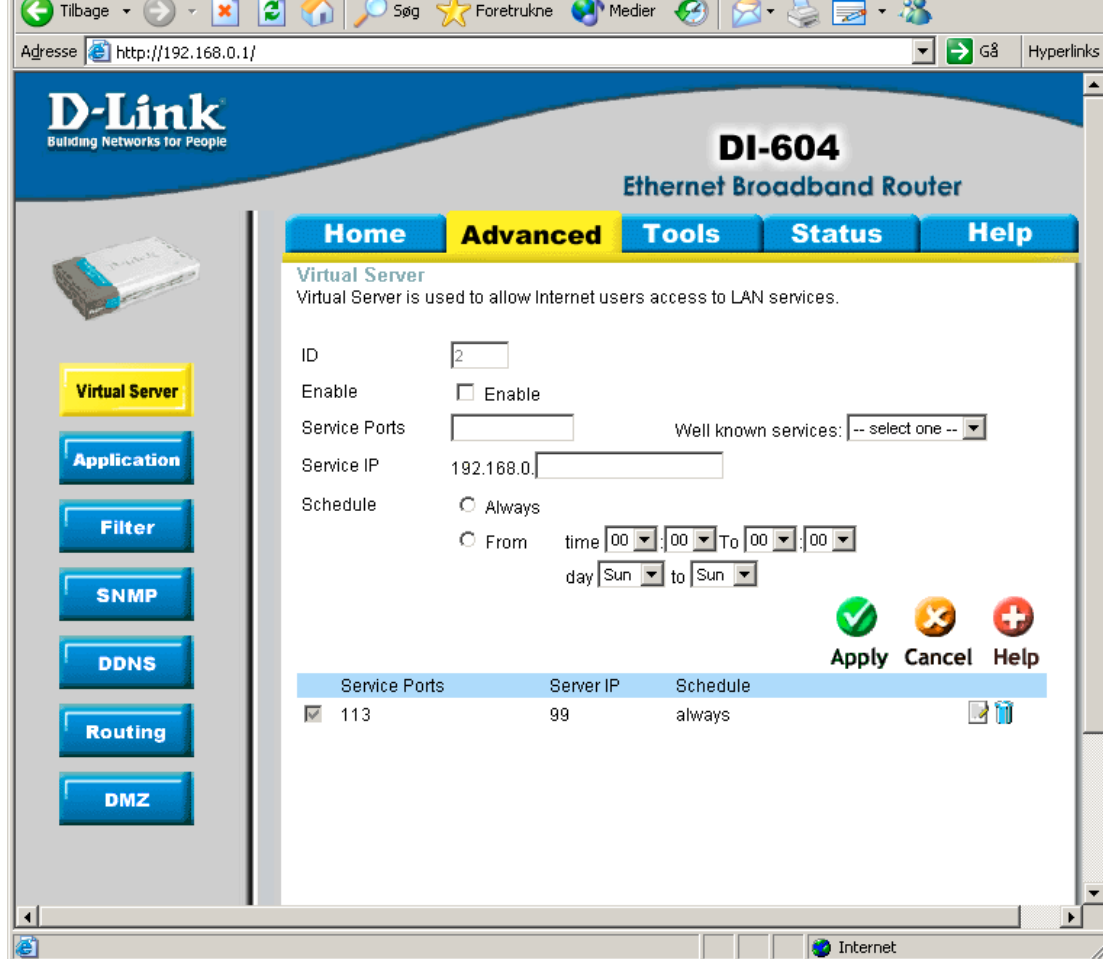 Tilbage
Søg
Foretrukne
Medier
Adresse
http://192.168.0.1/
Gå
Hyperlinks
D-Link
Building Networks for People
DI-604
Ethernet Broadband Router
Home
Advanced
Tools
Status
Help
Virtual Server
Virtual Server is used to allow Internet users access to LAN services.
ID 2
Enable Enable
Service Ports Well known services: -- select one --
Service IP 192.168.0.
Schedule Always
From time 00 : 00 To 00 : 00
day Sun to Sun
Apply Cancel Help
Service Ports Server IP Schedule
113 99 always
Virtual Server
Application
Filter
SNMP
DDNS
Routing
DMZ
Internet